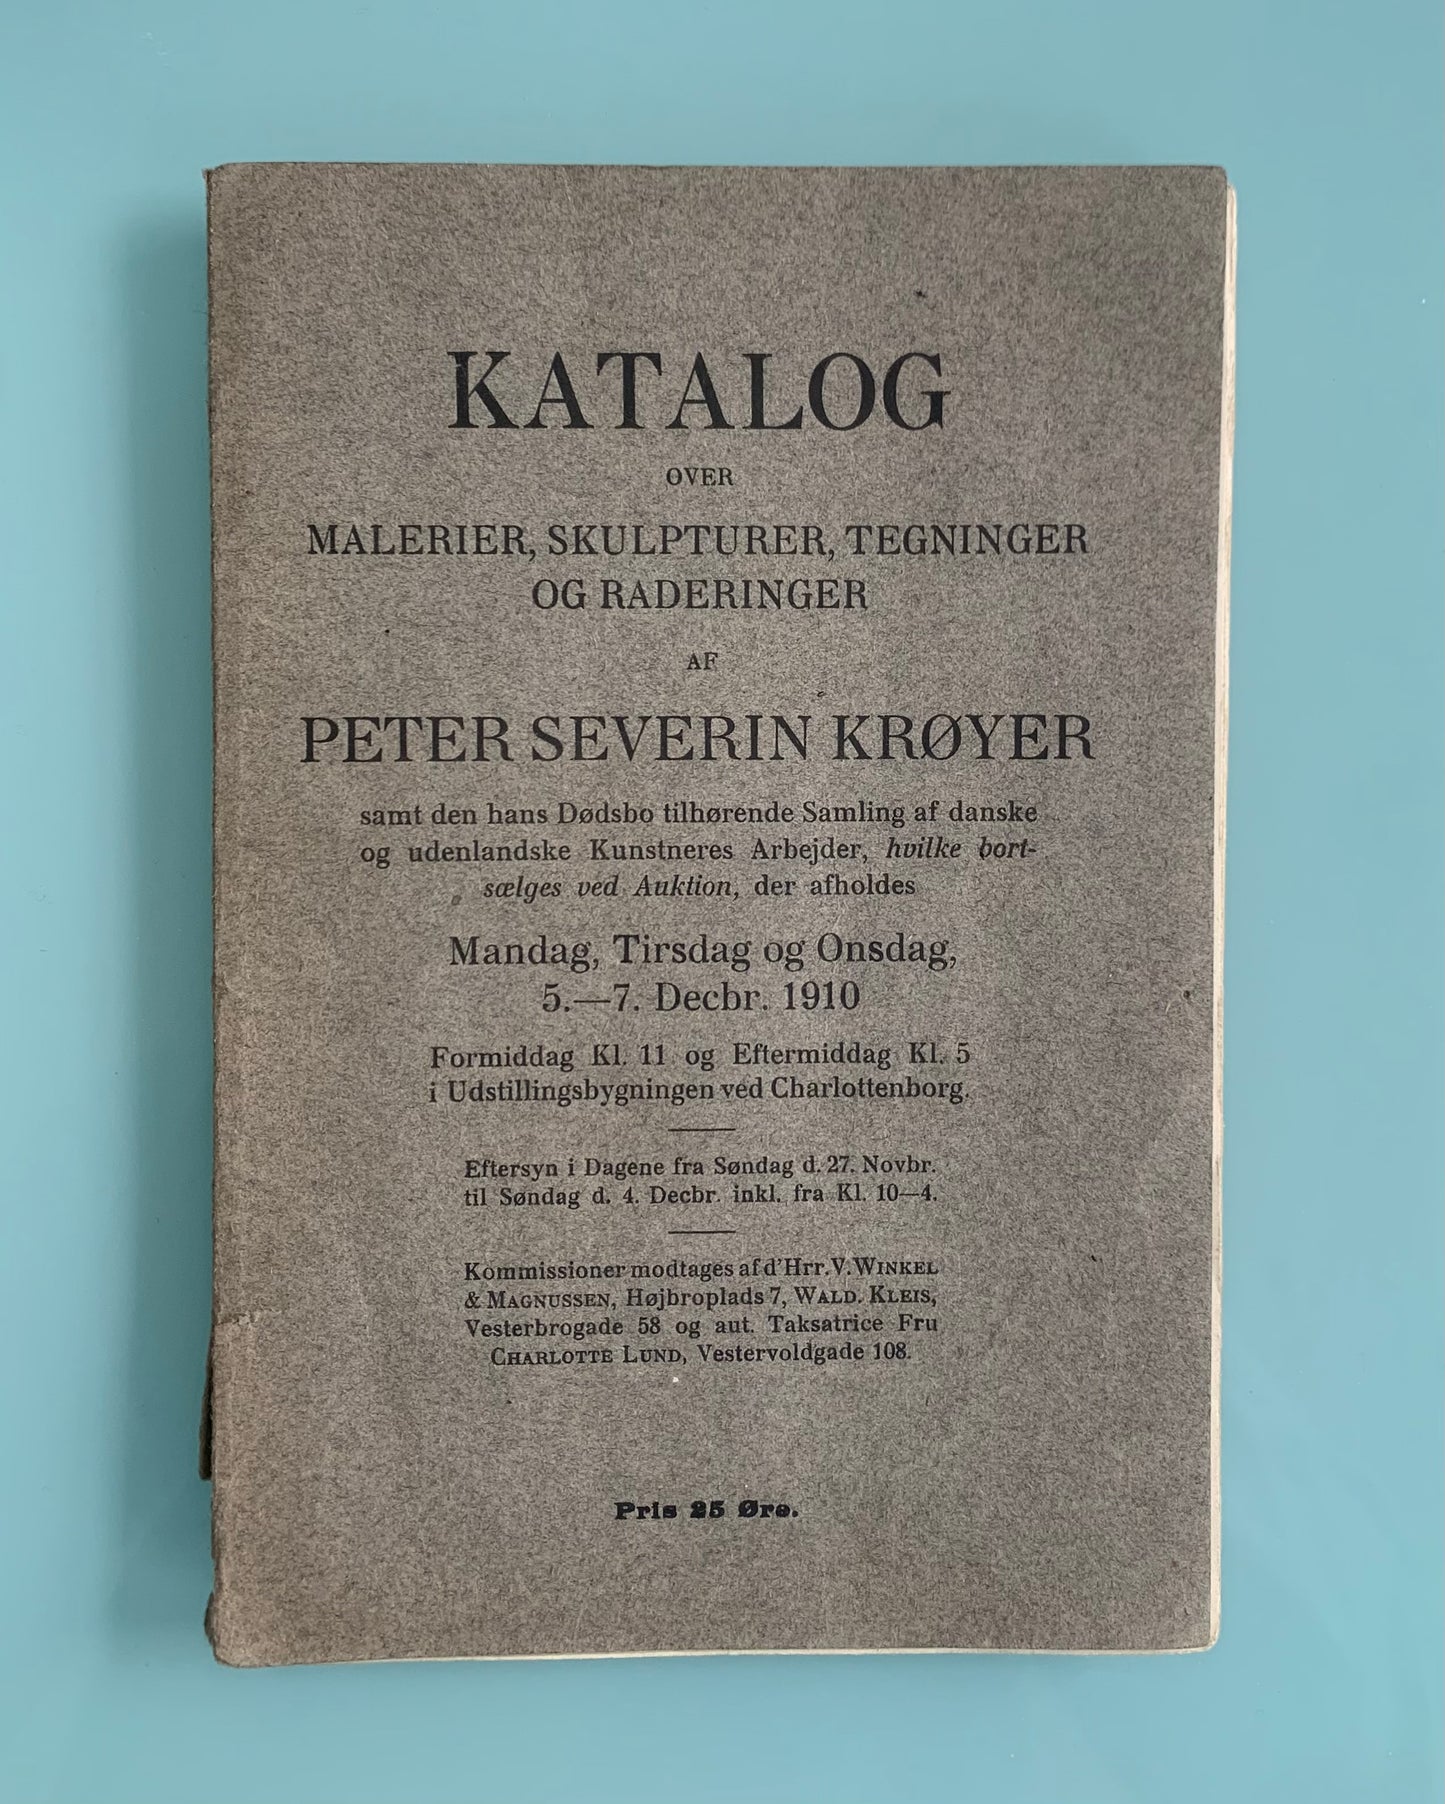 KATALOG
OVER
MALERIER, SKULPTURER, TEGNINGER
OG RADERINGER
AF
PETER SEVERIN KRØYER
samt den hans Dødsbo tilhørende Samling af danske
og udenlandske Kunstneres Arbejder, hvilke bort-
sælges ved Auktion, der afholdes
Mandag, Tirsdag og Onsdag,
5.—7. Decbr. 1910
Formiddag Kl. 11 og Eftermiddag Kl. 5
i Udstillingsbygningen ved Charlottenborg.
Eftersyn i Dagene fra Søndag d. 27. Novbr.
til Søndag d. 4. Decbr. inkl. fra Kl. 10—4.
Kommissioner modtages af d'Hrr. V. WINKEL
& MAGNUSSEN, Højbroplads 7, WALD. KLEIS,
Vesterbrogade 58 og aut. Taksatrice Fru
CHARLOTTE LUND, Vestervoldgade 108.
Pris 25 Øre.